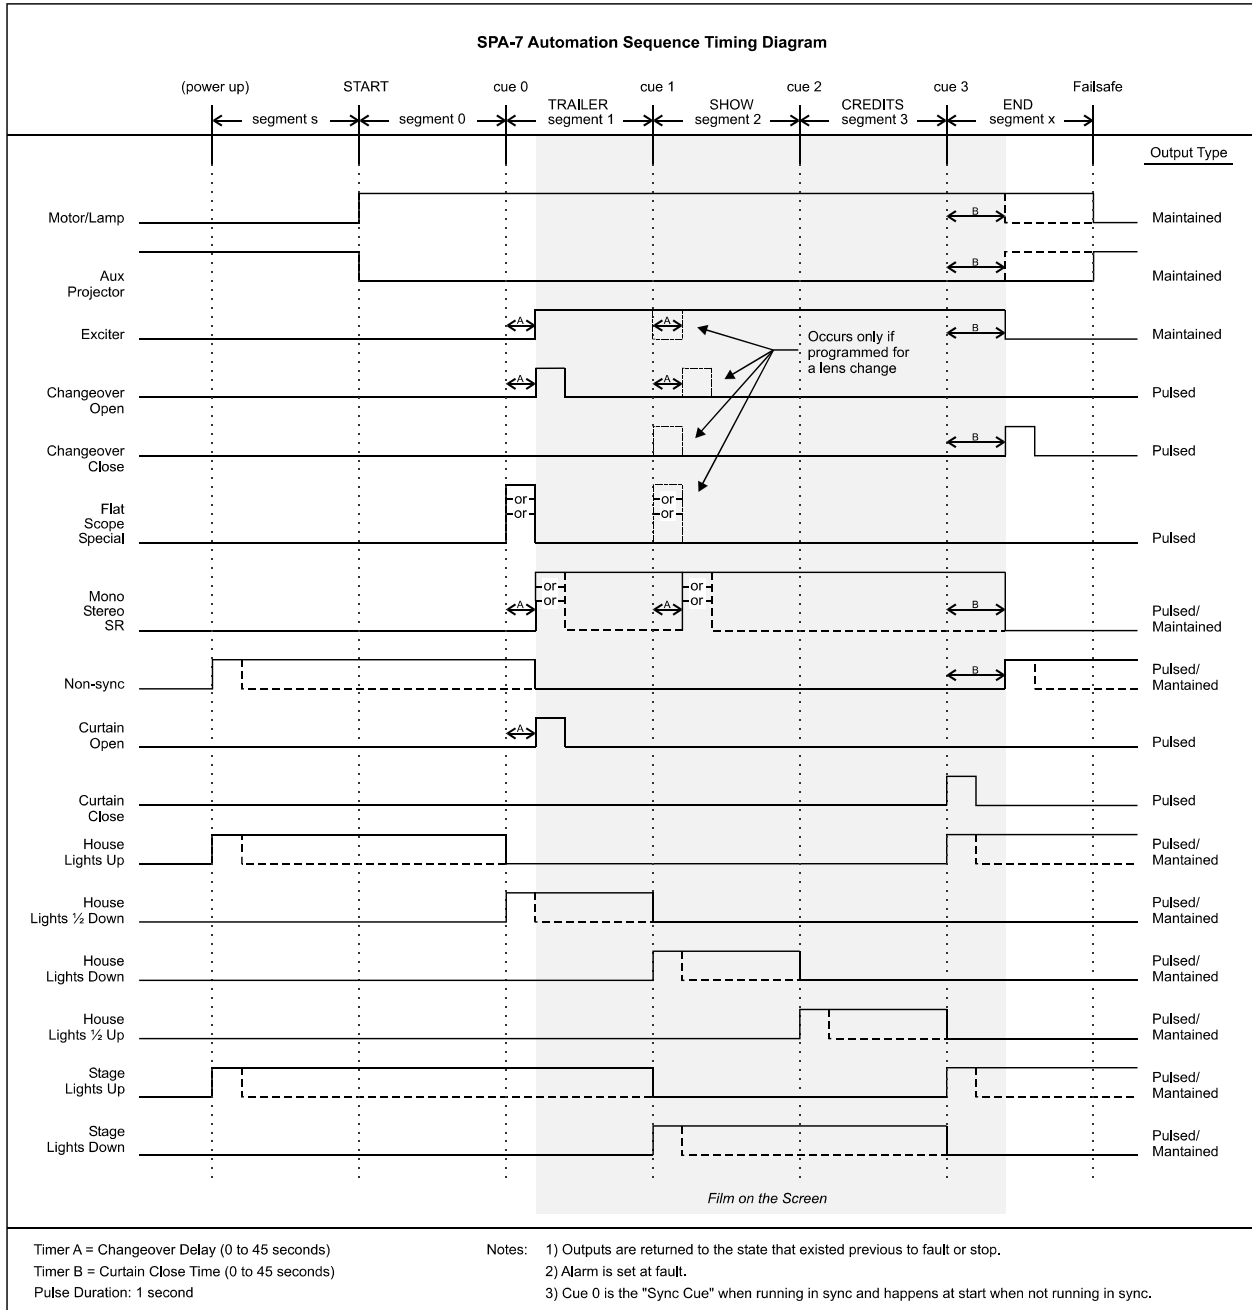 SPA-7 Automation Sequence Timing Diagram
(power up) START cue 0 cue 1 cue 2 cue 3 Failsafe
TRAILER SHOW CREDITS END
segment s segment 0 segment 1 segment 2 segment 3 segment x
Output Type
Motor/Lamp B Maintained
Aux
Projector B Maintained
Exciter A A B Maintained
Occurs only if
programmed for
a lens change
Changeover
Open A A Pulsed
Changeover
Close B Pulsed
Flat
Scope
Special
or or
or or
Pulsed
Mono
Stereo
SR
or or
or or
A A B
Pulsed/
Maintained
Non-sync B
Pulsed/
Mantained
Curtain
Open A Pulsed
Curtain
Close Pulsed
House
Lights Up
Pulsed/
Mantained
House
Lights ½ Down
Pulsed/
Mantained
House
Lights Down
Pulsed/
Mantained
House
Lights ½ Up
Pulsed/
Mantained
Stage
Lights Up
Pulsed/
Mantained
Stage
Lights Down
Pulsed/
Mantained
Film on the Screen
Timer A = Changeover Delay (0 to 45 seconds)
Timer B = Curtain Close Time (0 to 45 seconds)
Pulse Duration: 1 second
Notes: 1) Outputs are returned to the state that existed previous to fault or stop.
2) Alarm is set at fault.
3) Cue 0 is the "Sync Cue" when running in sync and happens at start when not running in sync.